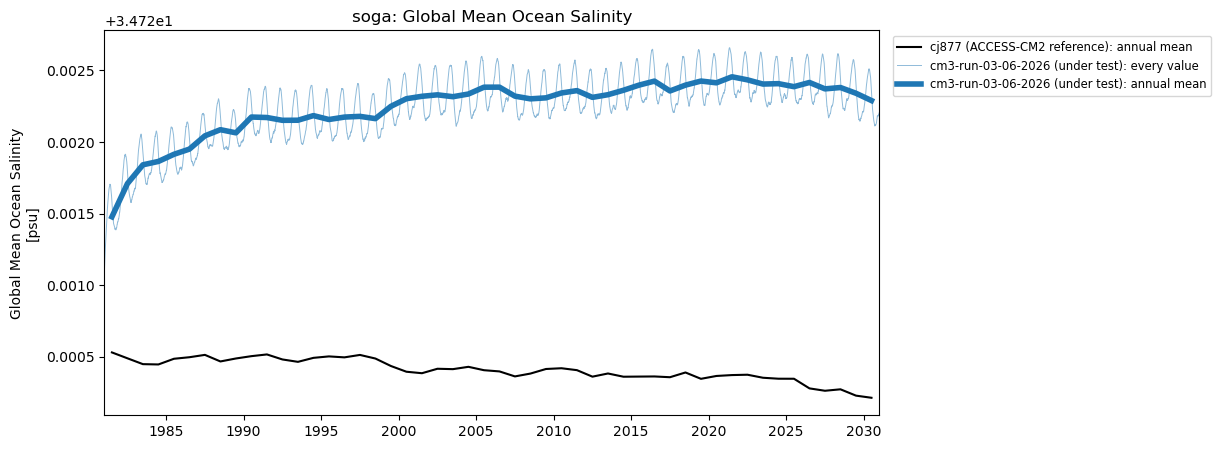 soga: Global Mean Ocean Salinity
+3.472e1
0.0025
0.0020
0.0015
0.0010
0.0005
Global Mean Ocean Salinity
[psu]
1985 1990 1995 2000 2005 2010 2015 2020 2025 2030
cj877 (ACCESS-CM2 reference): annual mean
cm3-run-03-06-2026 (under test): every value
cm3-run-03-06-2026 (under test): annual mean